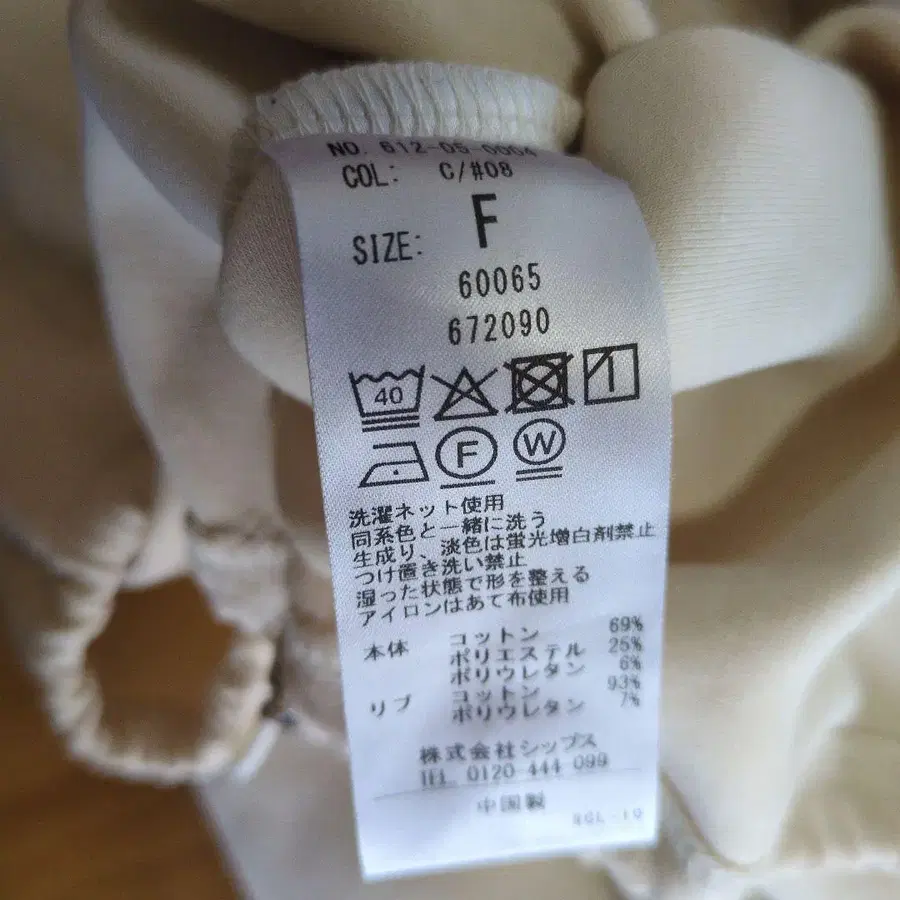 NO. 612-05-0004
COL: C/#08
SIZE: F
60065
672090
40
F W
洗濯ネット使用
同系色と一緒に洗う
生成り、淡色は蛍光増白剤禁止
つけ置き洗い禁止
湿った状態で形を整える
アイロンはあて布使用
本体 コットン 69%
ポリエステル 25%
ポリウレタン 6%
リブ コットン 93%
ポリウレタン 7%
株式会社シップス
TEL 0120-444-099
中国製